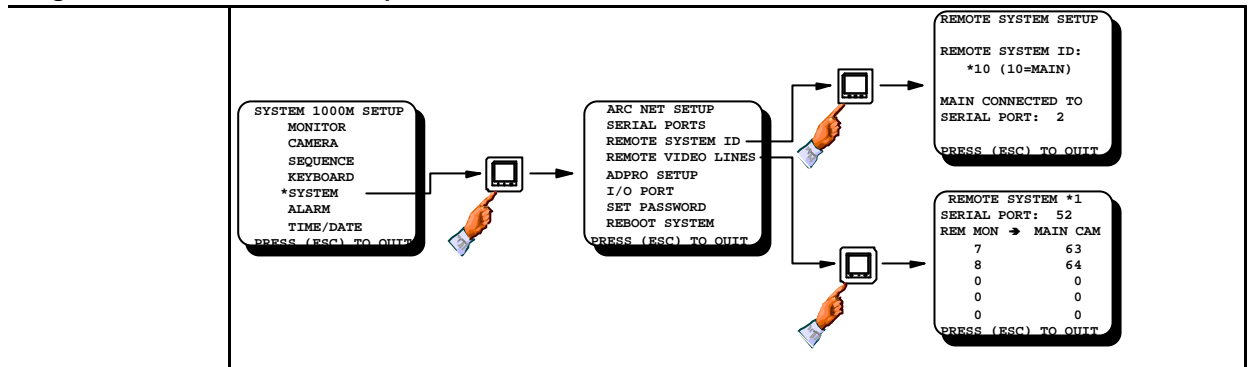 SYSTEM 1000M SETUP
MONITOR
CAMERA
SEQUENCE
KEYBOARD
*SYSTEM
ALARM
TIME/DATE
PRESS (ESC) TO QUIT
ARC NET SETUP
SERIAL PORTS
REMOTE SYSTEM ID
REMOTE VIDEO LINES
ADPRO SETUP
I/O PORT
SET PASSWORD
REBOOT SYSTEM
PRESS (ESC) TO QUIT
REMOTE SYSTEM SETUP
REMOTE SYSTEM ID:
*10 (10=MAIN)
MAIN CONNECTED TO
SERIAL PORT: 2
PRESS (ESC) TO QUIT
REMOTE SYSTEM *1
SERIAL PORT: 52
REM MON ➔ MAIN CAM
7 63
8 64
0 0
0 0
0 0
PRESS (ESC) TO QUIT